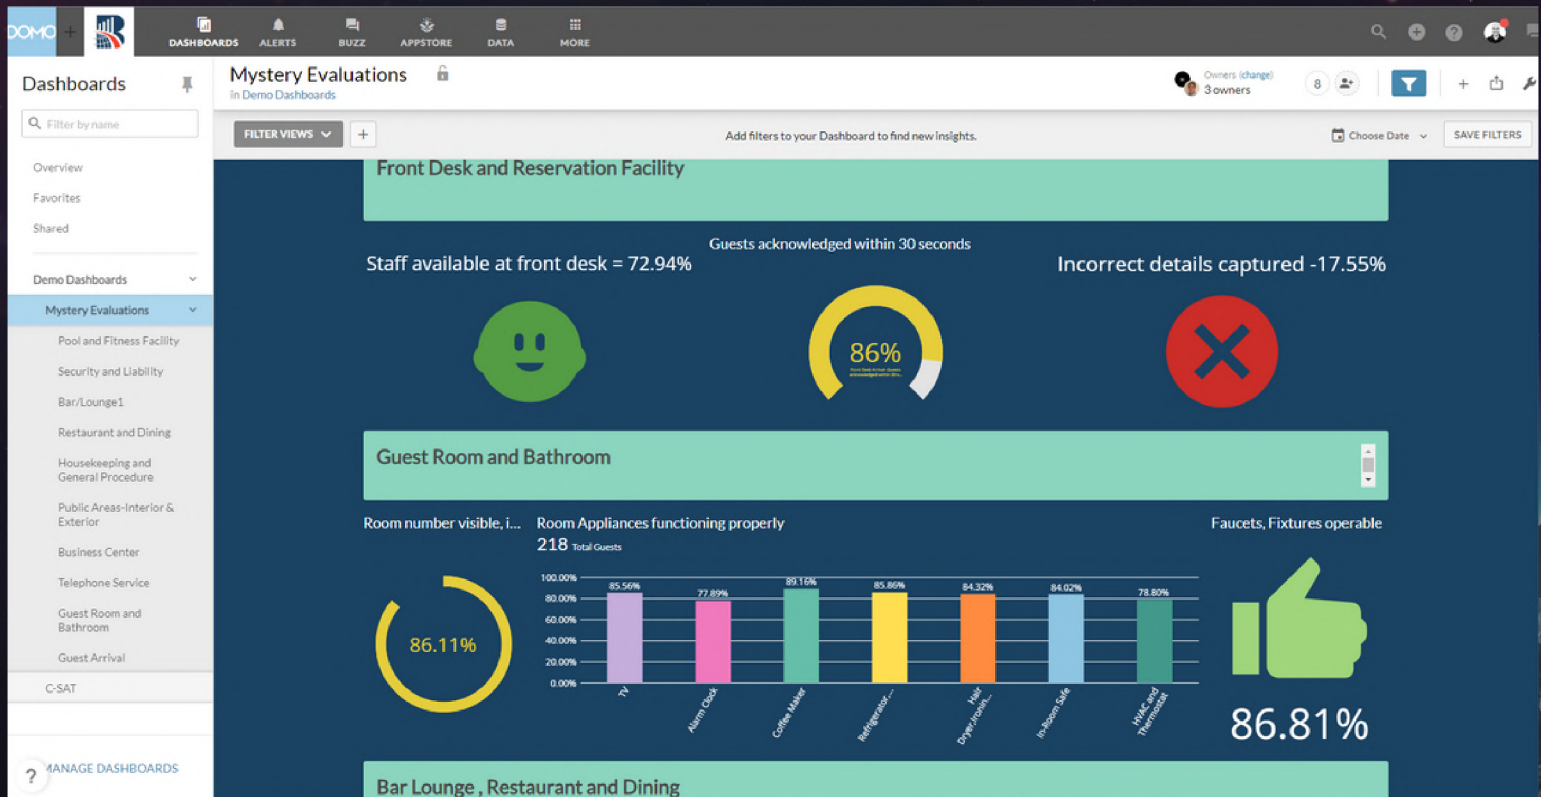 DOMO
DASHBOARDS
ALERTS
BUZZ
APPSTORE
DATA
MORE
Dashboards
Filter by name
Overview
Favorites
Shared
Demo Dashboards
Mystery Evaluations
Pool and Fitness Facility
Security and Liability
Bar/Lounge1
Restaurant and Dining
Housekeeping and
General Procedure
Public Areas-Interior &
Exterior
Business Center
Telephone Service
Guest Room and
Bathroom
Guest Arrival
C-SAT
?
MANAGE DASHBOARDS
Mystery Evaluations
in Demo Dashboards
Owners (change)
3 owners
8
FILTER VIEWS
+
Add filters to your Dashboard to find new insights.
Choose Date
SAVE FILTERS
Front Desk and Reservation Facility
Staff available at front desk = 72.94%
Guests acknowledged within 30 seconds
86%
Incorrect details captured -17.55%
Guest Room and Bathroom
Room number visible, i...
86.11%
Room Appliances functioning properly
218 Total Guests
100.00%
80.00%
60.00%
40.00%
20.00%
0.00%
85.56%
77.89%
89.16%
85.86%
84.32%
84.02%
78.80%
TV
Alarm Clock
Coffee Maker
Refrigerator,...
Hair
Dryer,Ironin...
In-Room Safe
HVAC and
Thermostat
Faucets, Fixtures operable
86.81%
Bar Lounge , Restaurant and Dining